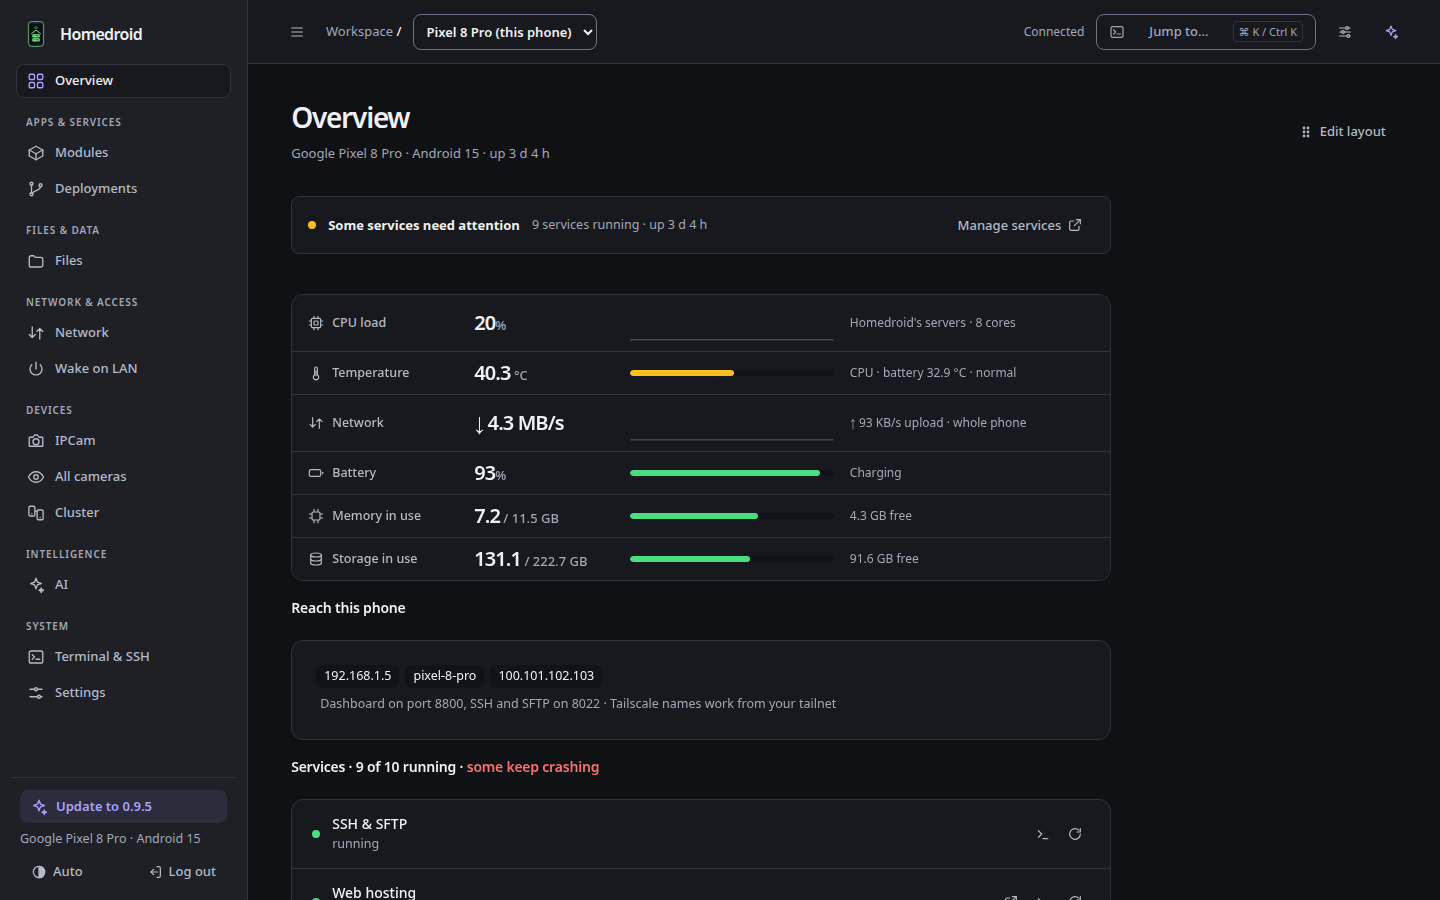 Homedroid
Overview
APPS & SERVICES
Modules
Deployments
FILES & DATA
Files
NETWORK & ACCESS
Network
Wake on LAN
DEVICES
IPCam
All cameras
Cluster
INTELLIGENCE
AI
SYSTEM
Terminal & SSH
Settings
Update to 0.9.5
Google Pixel 8 Pro · Android 15
Auto Log out
Workspace / Pixel 8 Pro (this phone)
Connected Jump to... ⌘ K / Ctrl K
Overview
Google Pixel 8 Pro · Android 15 · up 3 d 4 h
Edit layout
Some services need attention 9 services running · up 3 d 4 h Manage services
CPU load 20% Homedroid's servers · 8 cores
Temperature 40.3 °C CPU · battery 32.9 °C · normal
Network ↓ 4.3 MB/s ↑ 93 KB/s upload · whole phone
Battery 93% Charging
Memory in use 7.2 / 11.5 GB 4.3 GB free
Storage in use 131.1 / 222.7 GB 91.6 GB free
Reach this phone
192.168.1.5 pixel-8-pro 100.101.102.103
Dashboard on port 8800, SSH and SFTP on 8022 · Tailscale names work from your tailnet
Services · 9 of 10 running · some keep crashing
SSH & SFTP
running
Web hosting